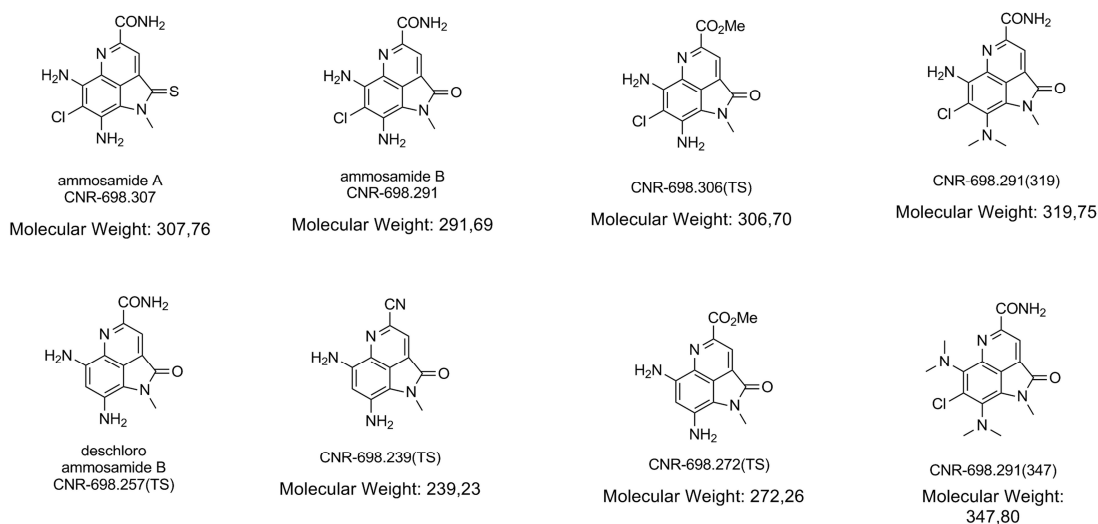 CONH2
N
H2N
S
Cl
N
NH2
ammosamide A
CNR-698.307
Molecular Weight: 307,76
CONH2
N
H2N
O
Cl
N
NH2
ammosamide B
CNR-698.291
Molecular Weight: 291,69
CO2Me
N
H2N
O
Cl
N
NH2
CNR-698.306(TS)
Molecular Weight: 306,70
CONH2
N
H2N
O
Cl
N
N
CNR-698.291(319)
Molecular Weight: 319,75
CONH2
N
H2N
O
N
NH2
deschloro
ammosamide B
CNR-698.257(TS)
CN
N
H2N
O
N
NH2
CNR-698.239(TS)
Molecular Weight: 239,23
CO2Me
N
H2N
O
N
NH2
CNR-698.272(TS)
Molecular Weight: 272,26
CONH2
N
N
O
Cl
N
N
CNR-698.291(347)
Molecular Weight:
347,80